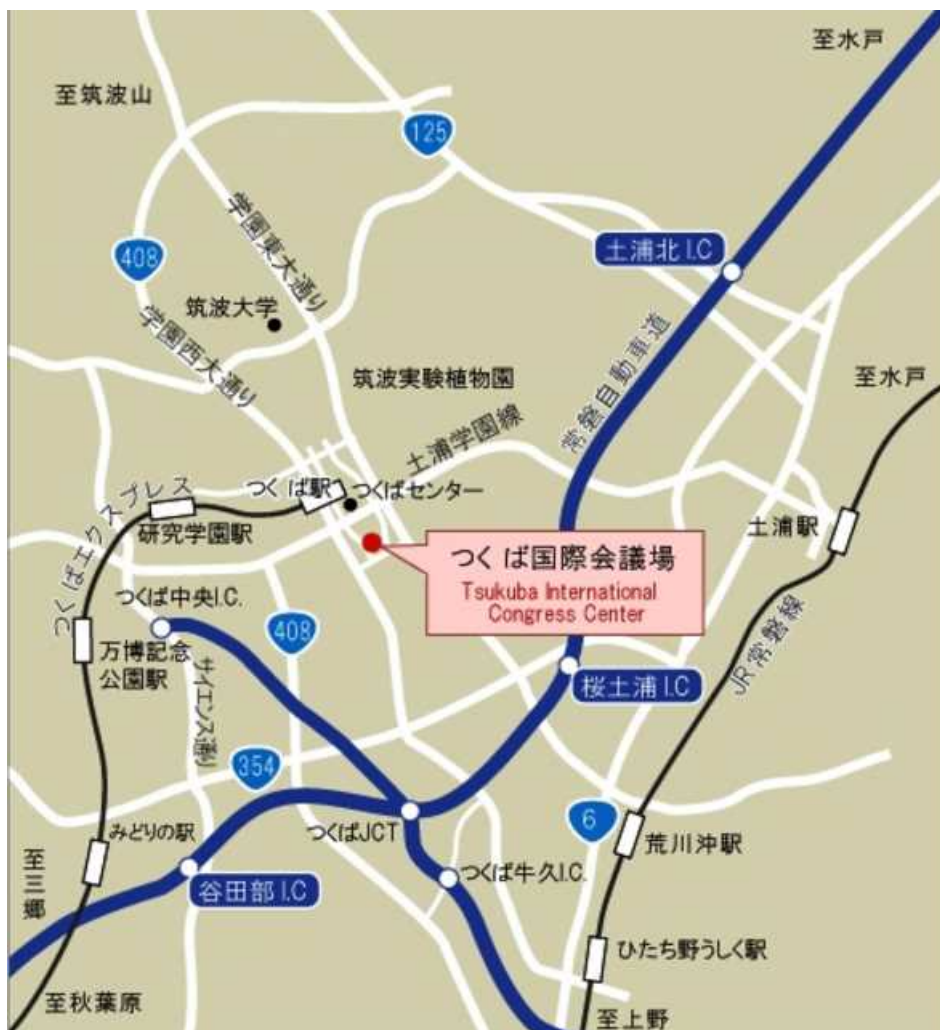 至水戸
至筑波山
125
学園東大通り
土浦北I.C
408
筑波大学
学園西大通り
常磐自動車道
筑波実験植物園
至水戸
土浦学園線
つくばエクスプレス
つくば駅
つくばセンター
研究学園駅
土浦駅
つくば国際会議場
Tsukuba International
Congress Center
つくば中央I.C.
408
万博記念
公園駅
サイエンス通り
桜土浦I.C
JR常磐線
354
みどりの駅
つくばJCT
6
荒川沖駅
至三郷
谷田部I.C
つくば牛久I.C.
ひたち野うしく駅
至秋葉原
至上野